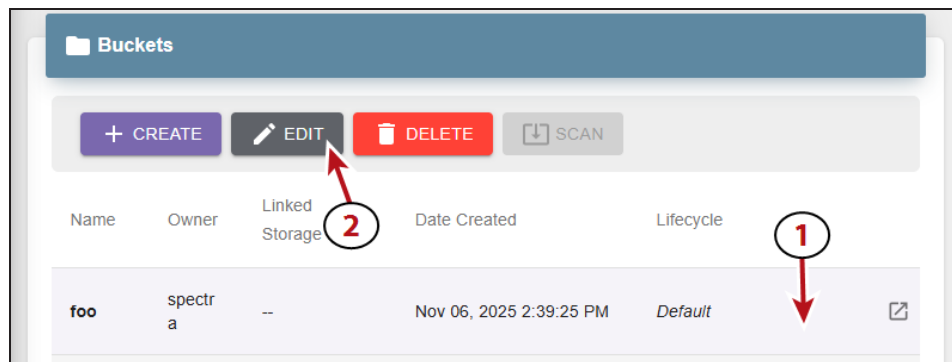 Buckets
CREATE EDIT DELETE SCAN
Name Owner Linked Storage Date Created Lifecycle
2
1
foo spectr a -- Nov 06, 2025 2:39:25 PM Default